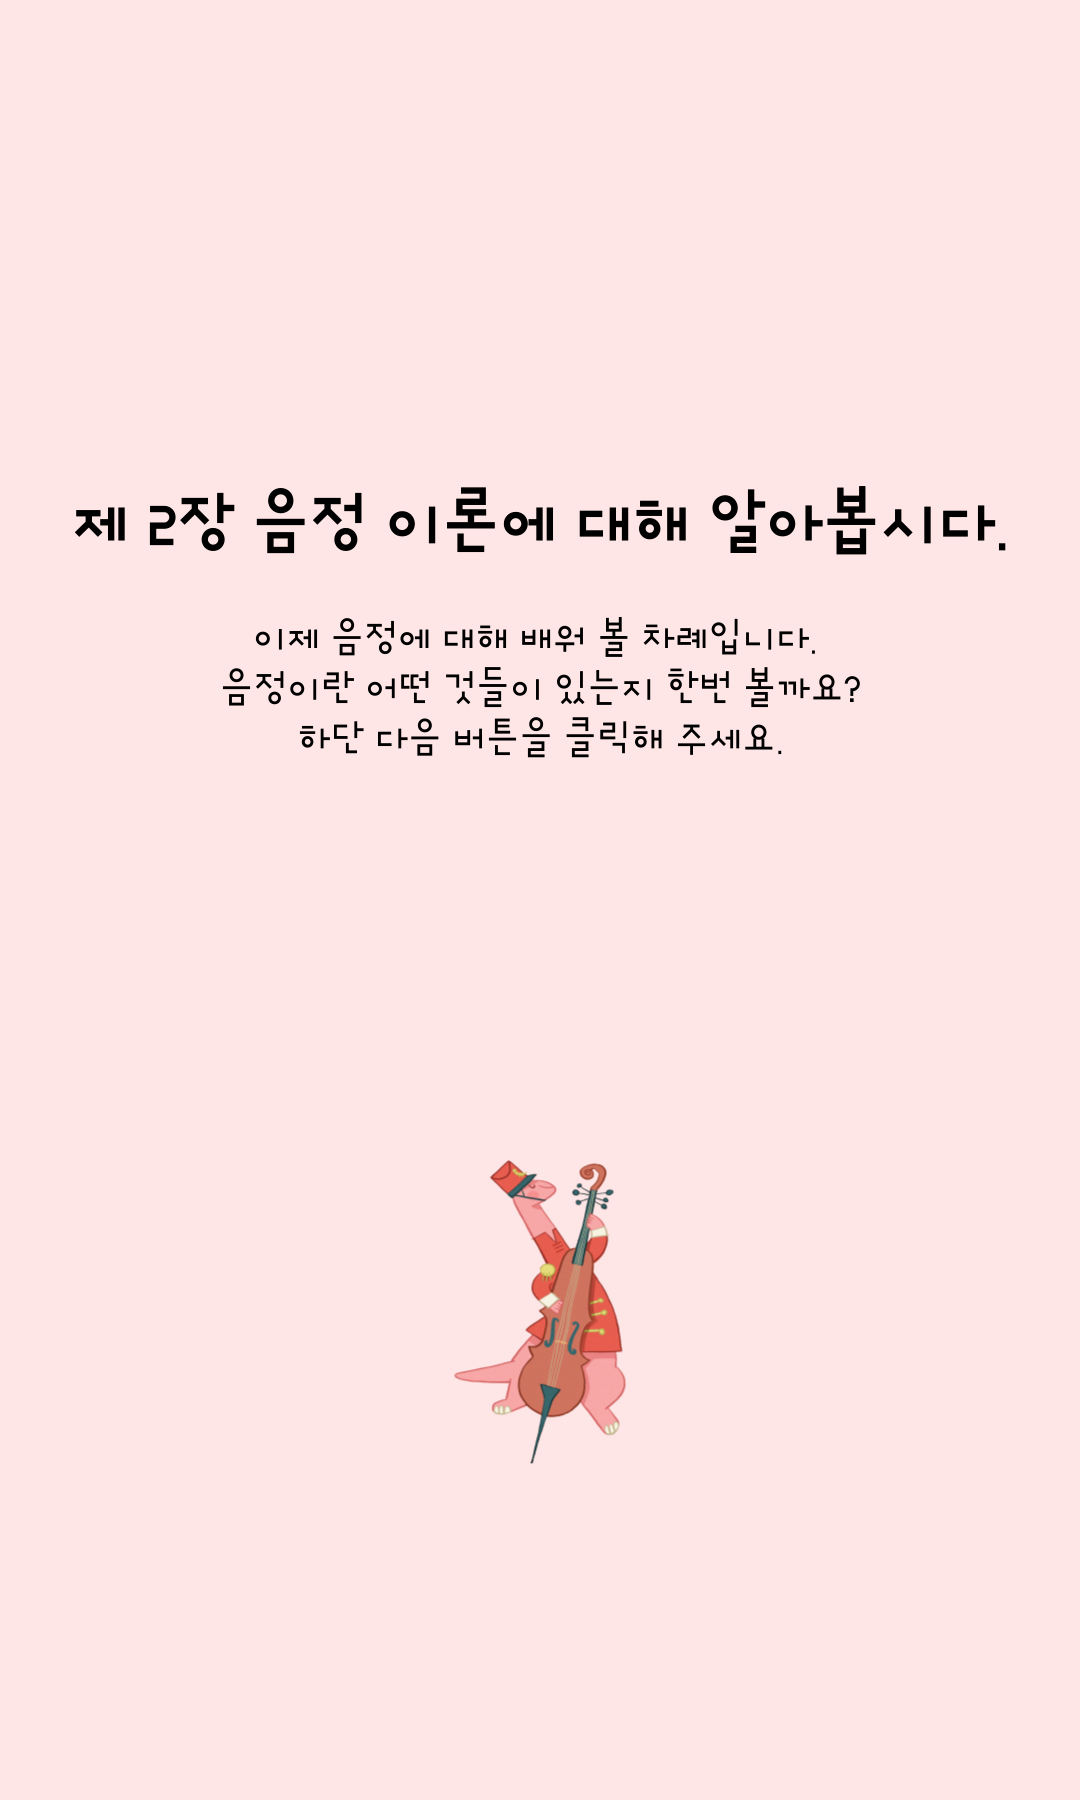 제 2장 음정 이론에 대해 알아봅시다.
이제 음정에 대해 배워 볼 차례입니다.
음정이란 어떤 것들이 있는지 한번 볼까요?
하단 다음 버튼을 클릭해 주세요.